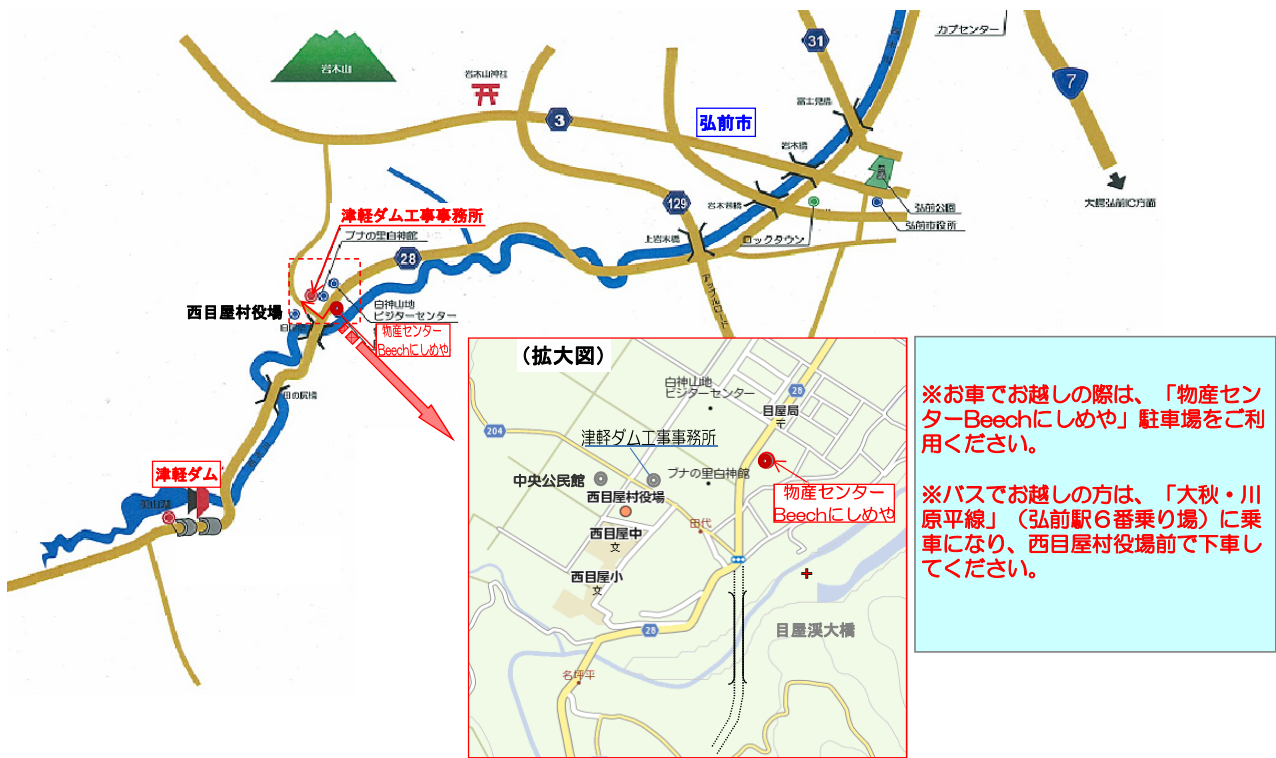 カブセンター
31
7
岩木山
岩木山神社
3
弘前市
富士見橋
岩木橋
大鰐弘前IC方面
129
岩木茜橋
弘前公園
弘前市役所
上岩木橋
ロックタウン
アップルロード
津軽ダム工事事務所
ブナの里白神館
28
西目屋村役場
白神山地
ビジターセンター
物産センター
Beechにしめや
田の尻橋
津軽ダム
（拡大図）
白神山地
ビジターセンター
28
目屋局
204
津軽ダム工事事務所
ブナの里白神館
中央公民館
西目屋村役場
物産センター
Beechにしめや
田代
西目屋中
文
西目屋小
文
28
目屋渓大橋
名坪平
※お車でお越しの際は、「物産セン
ターBeechにしめや」駐車場をご利
用ください。
※バスでお越しの方は、「大秋・川
原平線」（弘前駅６番乗り場）に乗
車になり、西目屋村役場前で下車し
てください。